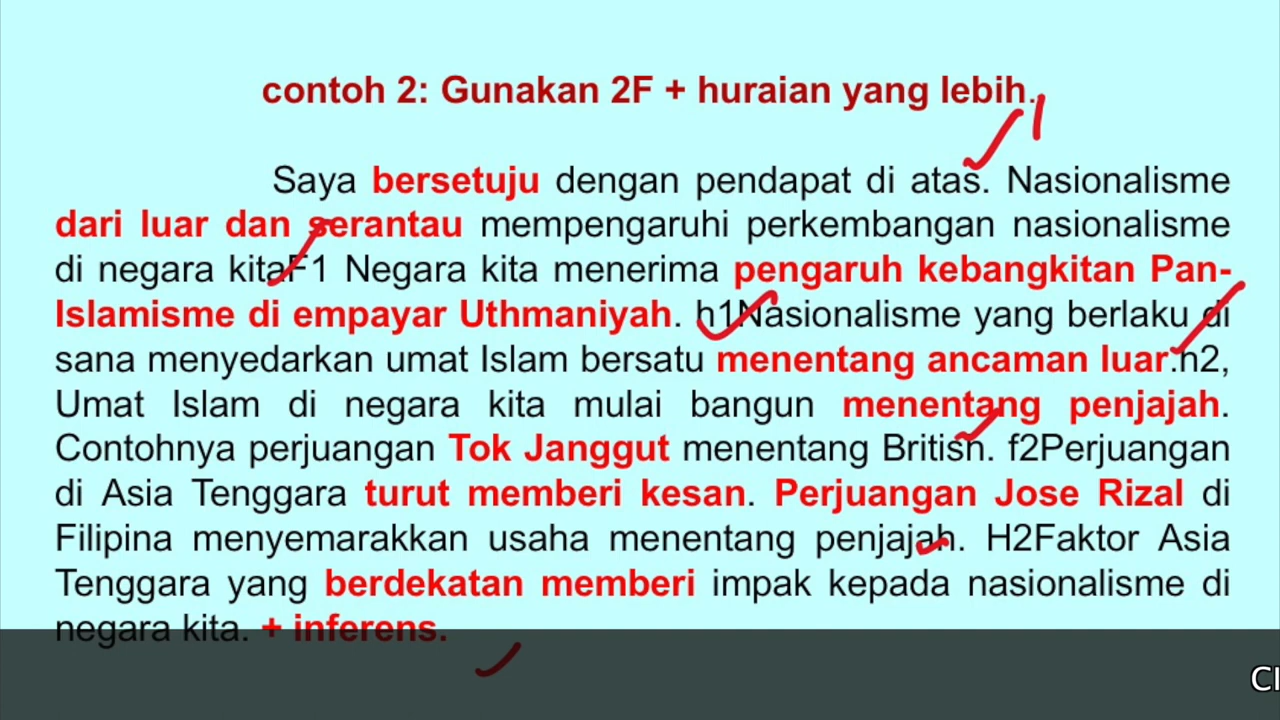 contoh 2: Gunakan 2F + huraian yang lebih.
Saya bersetuju dengan pendapat di atas. Nasionalisme
dari luar dan serantau mempengaruhi perkembangan nasionalisme
di negara kitaF1 Negara kita menerima pengaruh kebangkitan Pan-
Islamisme di empayar Uthmaniyah. h1Nasionalisme yang berlaku di
sana menyedarkan umat Islam bersatu menentang ancaman luar.h2,
Umat Islam di negara kita mulai bangun menentang penjajah.
Contohnya perjuangan Tok Janggut menentang British. f2Perjuangan
di Asia Tenggara turut memberi kesan. Perjuangan Jose Rizal di
Filipina menyemarakkan usaha menentang penjajah. H2Faktor Asia
Tenggara yang berdekatan memberi impak kepada nasionalisme di
negara kita. + inferens.